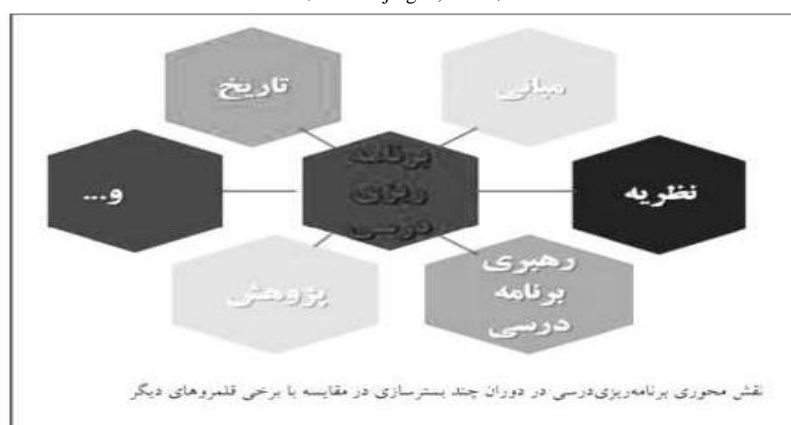 تاریخ
مبانی
برنامه
ریزی
درسی
و...
نظریه
پژوهش
رهبری
برنامه
درسی
نقش محوری برنامه‌ریزی‌درسی در دوران چند بسترسازی در مقایسه با برخی قلمروهای دیگر